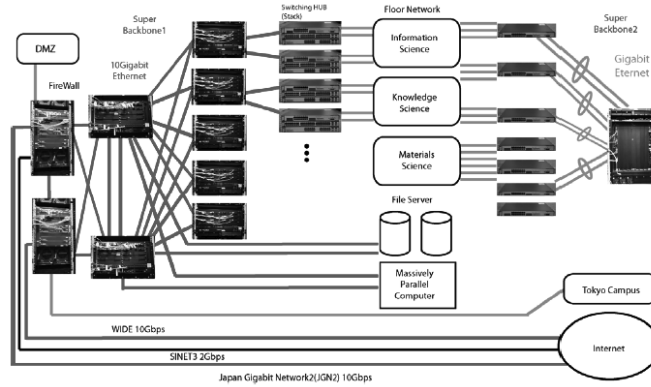 Switching HUB
(Stack)
Floor Network
Super
Backbone1
Super
Backbone2
DMZ
10Gigabit
Ethernet
FireWall
Information
Science
Gigabit
Eternet
Knowledge
Science
Materials
Science
File Server
Massively
Parallel
Computer
Tokyo Campus
WIDE 10Gbps
Internet
SINET3 2Gbps
Japan Gigabit Network2(JGN2) 10Gbps